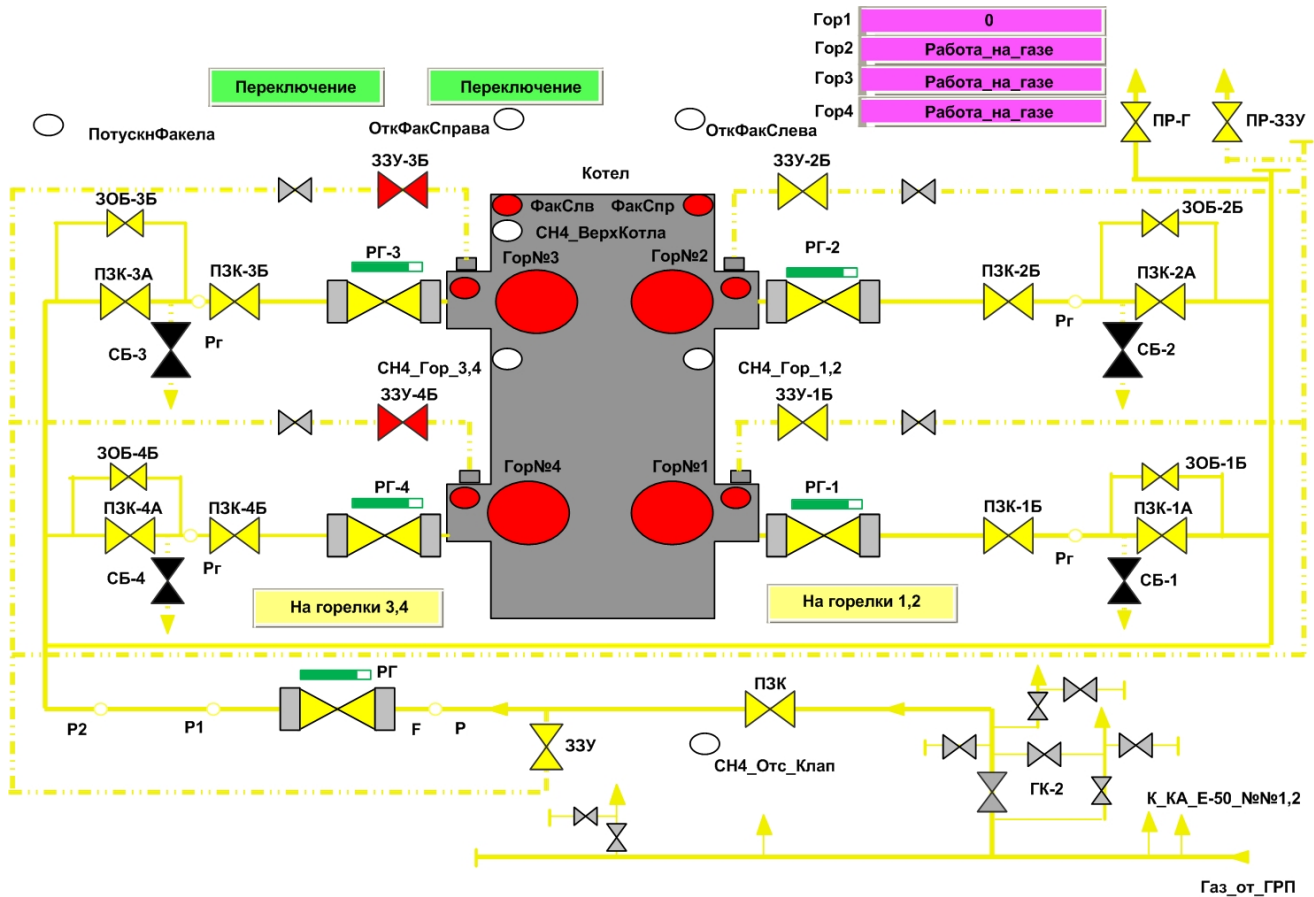 Гор1
0
Гор2
Работа_на_газе
Гор3
Работа_на_газе
Гор4
Работа_на_газе
Переключение
Переключение
ПотускнФакела
ОткФакСправа
ОткФакСлева
ПР-Г
ПР-ЗЗУ
ЗЗУ-3Б
Котел
ЗЗУ-2Б
ЗОБ-3Б
ФакСлв
ФакСпр
ЗОБ-2Б
СН4_ВерхКотла
РГ-3
Гор№3
Гор№2
РГ-2
ПЗК-3А
ПЗК-3Б
ПЗК-2Б
ПЗК-2А
СБ-3
Рг
Рг
СБ-2
СН4_Гор_3,4
СН4_Гор_1,2
ЗЗУ-4Б
ЗЗУ-1Б
ЗОБ-4Б
Гор№4
Гор№1
ЗОБ-1Б
РГ-4
РГ-1
ПЗК-4А
ПЗК-4Б
ПЗК-1Б
ПЗК-1А
Рг
Рг
СБ-4
СБ-1
На горелки 3,4
На горелки 1,2
РГ
ПЗК
Р2
Р1
F
Р
ЗЗУ
СН4_Отс_Клап
ГК-2
К_КА_Е-50_№№1,2
Газ_от_ГРП